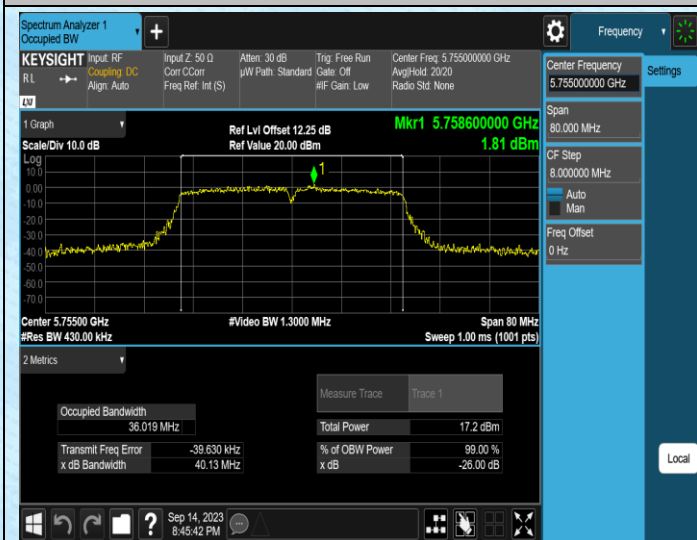 Spectrum Analyzer 1
Occupied BW
Frequency
KEYSIGHT
RL
LXI
Input: RF
Coupling: DC
Align: Auto
Input Z: 50 Ω
Corr CCorr
Freq Ref: Int (S)
Atten: 30 dB
µW Path: Standard
Trig: Free Run
Gate: Off
#IF Gain: Low
Center Freq: 5.755000000 GHz
Avg|Hold: 20/20
Radio Std: None
Center Frequency
5.755000000 GHz
Settings
Span
80.000 MHz
CF Step
8.000000 MHz
Auto
Man
Freq Offset
0 Hz
1 Graph
Scale/Div 10.0 dB
Ref Lvl Offset 12.25 dB
Ref Value 20.00 dBm
Mkr1 5.758600000 GHz
1.81 dBm
Log
10.0
0.00
-10.0
-20.0
-30.0
-40.0
-50.0
-60.0
-70.0
1
Center 5.75500 GHz
#Res BW 430.00 kHz
#Video BW 1.3000 MHz
Span 80 MHz
Sweep 1.00 ms (1001 pts)
2 Metrics
Measure Trace Trace 1
Occupied Bandwidth
36.019 MHz
Total Power 17.2 dBm
Transmit Freq Error -39.630 kHz
% of OBW Power 99.00 %
x dB Bandwidth 40.13 MHz
x dB -26.00 dB
Local
?
Sep 14, 2023
8:45:42 PM